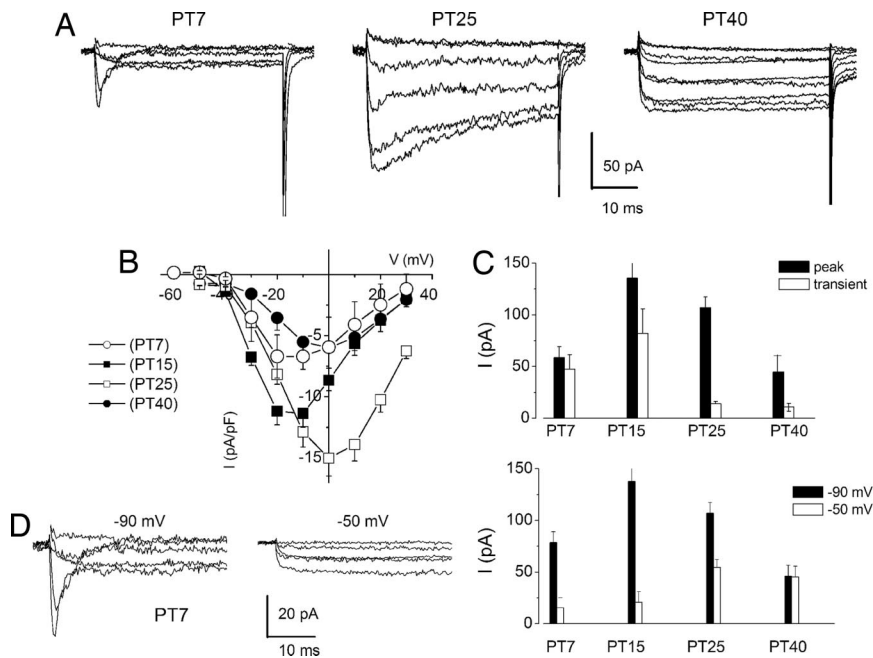 A
PT7
PT25
PT40
50 pA
10 ms
B
V (mV)
-60
-40
-20
20
40
-5
-10
-15
I (pA/pF)
(PT7)
(PT15)
(PT25)
(PT40)
C
peak
transient
150
100
50
0
I (pA)
PT7
PT15
PT25
PT40
-90 mV
-50 mV
150
100
50
0
I (pA)
PT7
PT15
PT25
PT40
D
-90 mV
-50 mV
PT7
20 pA
10 ms